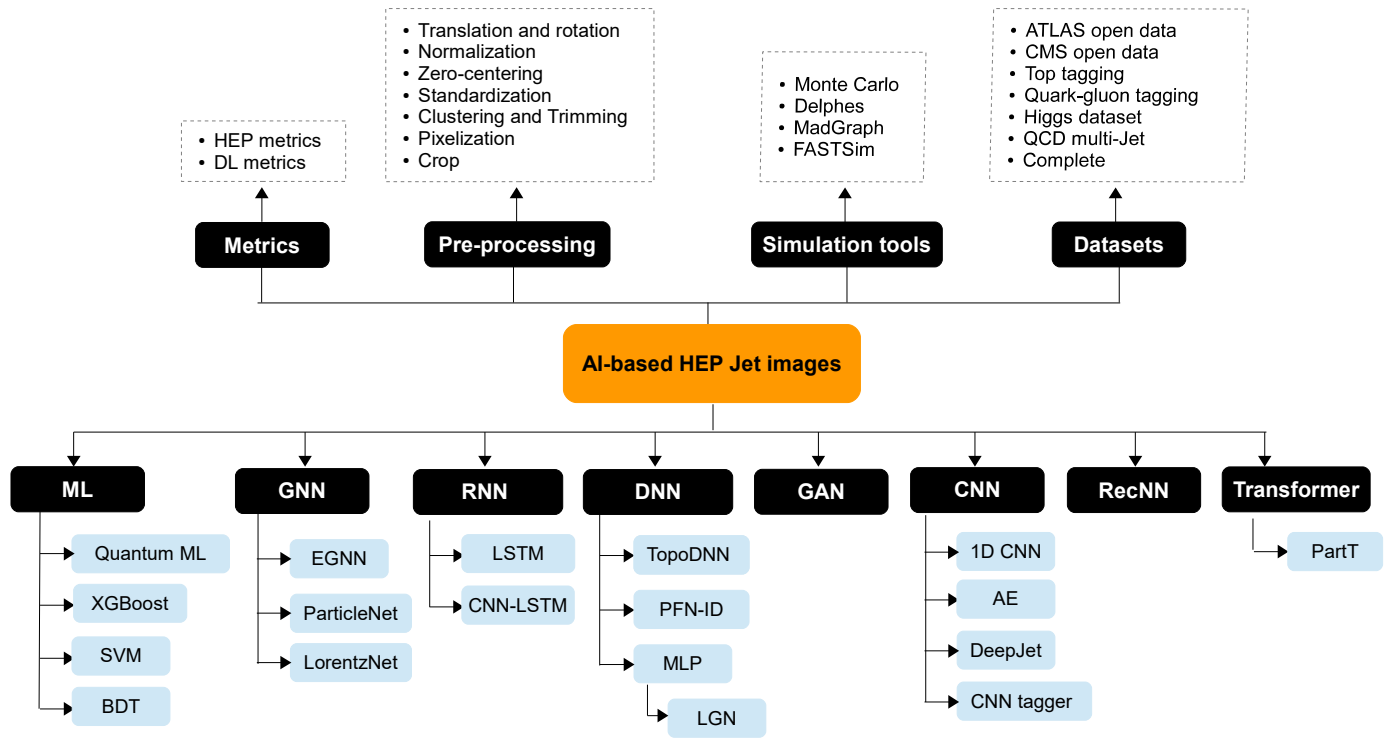 • HEP metrics
• DL metrics
Metrics
• Translation and rotation
• Normalization
• Zero-centering
• Standardization
• Clustering and Trimming
• Pixelization
• Crop
Pre-processing
• Monte Carlo
• Delphes
• MadGraph
• FASTSim
Simulation tools
• ATLAS open data
• CMS open data
• Top tagging
• Quark-gluon tagging
• Higgs dataset
• QCD multi-Jet
• Complete
Datasets
AI-based HEP Jet images
ML
Quantum ML
XGBoost
SVM
BDT
GNN
EGNN
ParticleNet
LorentzNet
RNN
LSTM
CNN-LSTM
DNN
TopoDNN
PFN-ID
MLP
LGN
GAN
CNN
1D CNN
AE
DeepJet
CNN tagger
RecNN
Transformer
PartT